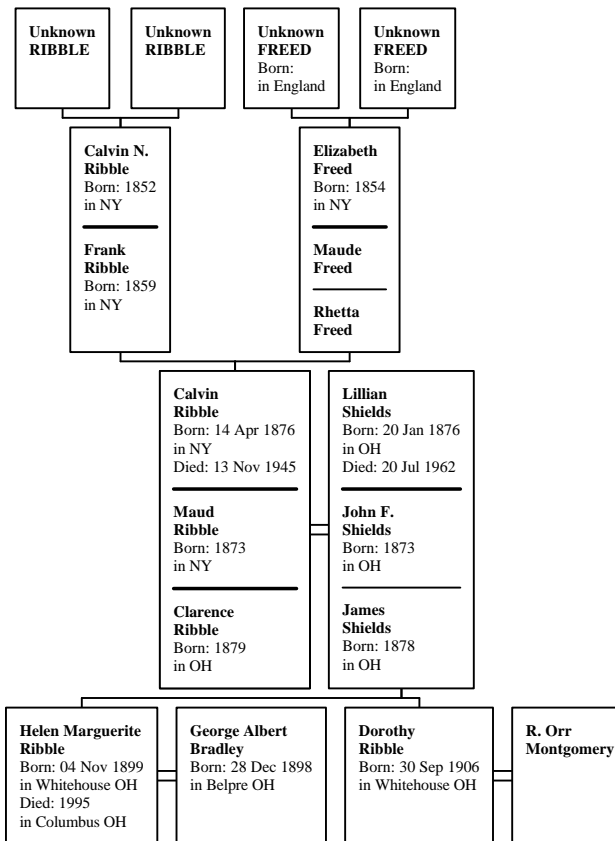 Unknown
RIBBLE
Unknown
RIBBLE
Unknown
FREED
Born:
in England
Unknown
FREED
Born:
in England
Calvin N.
Ribble
Born: 1852
in NY
Frank
Ribble
Born: 1859
in NY
Elizabeth
Freed
Born: 1854
in NY
Maude
Freed
Rhetta
Freed
Calvin
Ribble
Born: 14 Apr 1876
in NY
Died: 13 Nov 1945
Maud
Ribble
Born: 1873
in NY
Clarence
Ribble
Born: 1879
in OH
Lillian
Shields
Born: 20 Jan 1876
in OH
Died: 20 Jul 1962
John F.
Shields
Born: 1873
in OH
James
Shields
Born: 1878
in OH
Helen Marguerite
Ribble
Born: 04 Nov 1899
in Whitehouse OH
Died: 1995
in Columbus OH
George Albert
Bradley
Born: 28 Dec 1898
in Belpre OH
Dorothy
Ribble
Born: 30 Sep 1906
in Whitehouse OH
R. Orr
Montgomery